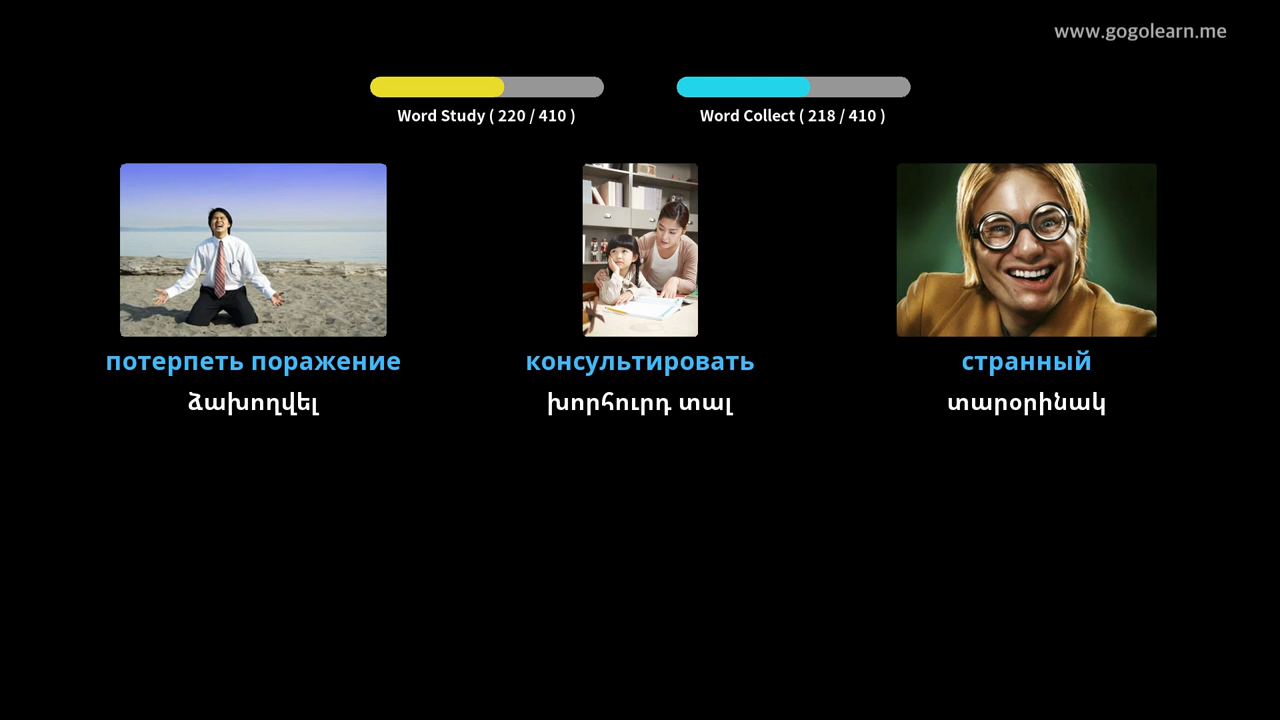 www.gogolearn.me
Word Study ( 220 / 410 )
Word Collect ( 218 / 410 )
потерпеть поражение
консультировать
странный
ձախողվել
խորհուրդ տալ
տարօրինակ